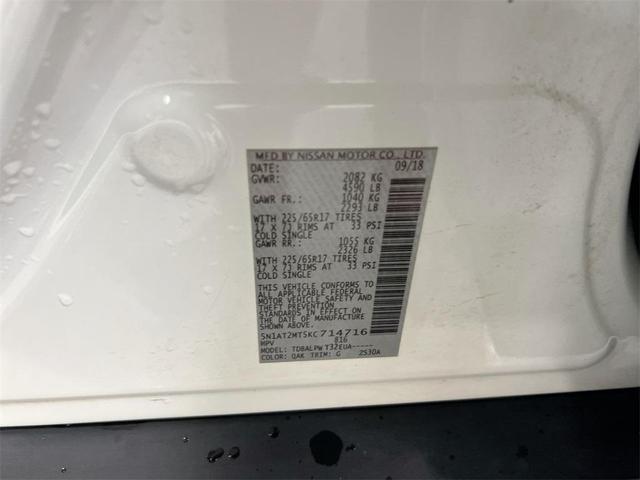 MFD BY NISSAN MOTOR CO., LTD.
DATE: 09/18
GVWR: 2082 KG
4590 LB
GAWR FR.: 1040 KG
2293 LB
WITH 225/65R17 TIRES
17 X 7J RIMS AT 33 PSI
COLD SINGLE
GAWR RR.: 1055 KG
2326 LB
WITH 225/65R17 TIRES
17 X 7J RIMS AT 33 PSI
COLD SINGLE
THIS VEHICLE CONFORMS TO
ALL APPLICABLE FEDERAL
MOTOR VEHICLE SAFETY AND
THEFT PREVENTION
STANDARDS IN EFFECT ON
THE DATE OF MANUFACTURE
SHOWN ABOVE.
5N1AT2MT5KC714716
MPV 816
MODEL: TDBALPWT32EUA-----
COLOR: QAK TRIM: G 2S30A